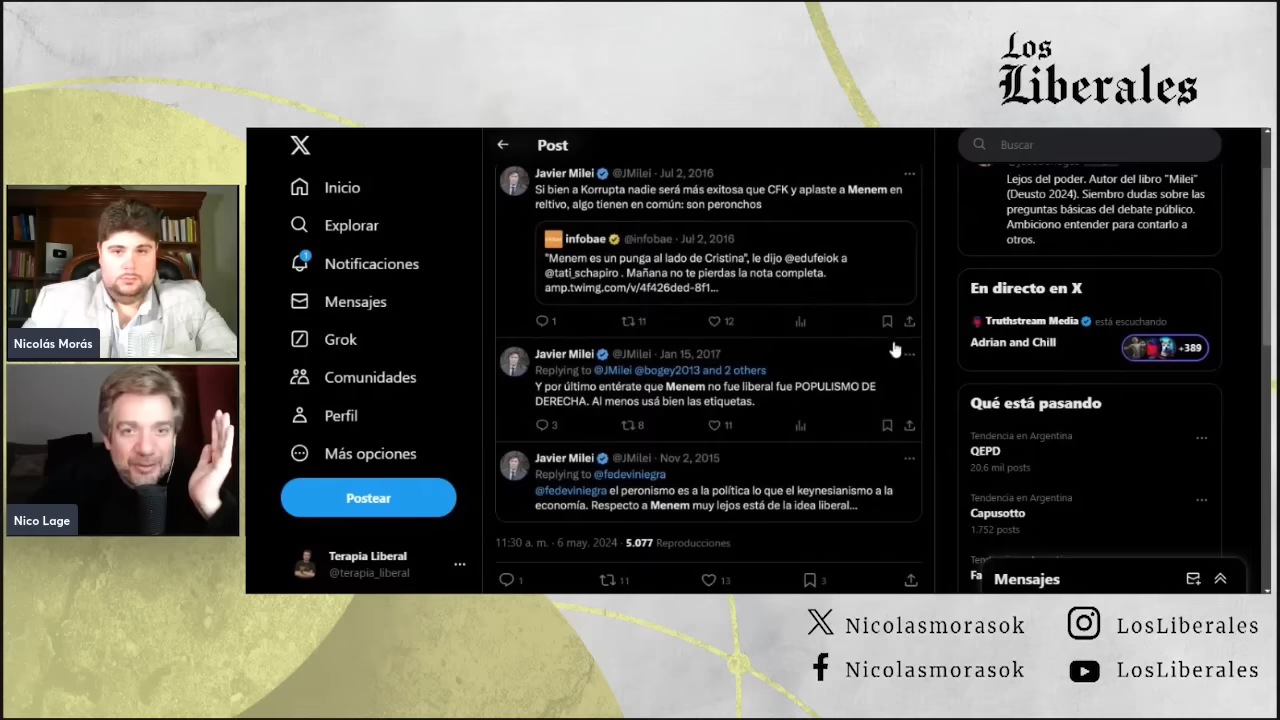 Los
Liberales
Nicolás Morás
Nico Lage
Inicio
Explorar
1
Notificaciones
Mensajes
Grok
Comunidades
Perfil
Más opciones
Postear
Terapia Liberal
@terapia_liberal
Post
Javier Milei @JMilei · Jul 2, 2016
Si bien a Korrupta nadie será más exitosa que CFK y aplaste a Menem en
reltivo, algo tienen en común: son peronchos
infobae @infobae · Jul 2, 2016
"Menem es un punga al lado de Cristina", le dijo @edufeiok a
@tati_schapiro . Mañana no te pierdas la nota completa.
amp.twimg.com/v/4f426ded-8f1...
1 11 12
Javier Milei @JMilei · Jan 15, 2017
Replying to @JMilei @bogey2013 and 2 others
Y por último entérate que Menem no fue liberal fue POPULISMO DE
DERECHA. Al menos usá bien las etiquetas.
3 8 11
Javier Milei @JMilei · Nov 2, 2015
Replying to @fedeviniegra
@fedeviniegra el peronismo es a la política lo que el keynesianismo a la
economía. Respecto a Menem muy lejos está de la idea liberal...
11:30 a. m. · 6 may. 2024 · 5.077 Reproducciones
1 11 13 3
Buscar
Lejos del poder. Autor del libro "Milei"
(Deusto 2024). Siembro dudas sobre las
preguntas básicas del debate público.
Ambiciono entender para contarlo a
otros.
En directo en X
Truthstream Media está escuchando
Adrian and Chill
+389
Qué está pasando
Tendencia en Argentina
QEPD
20,6 mil posts
Tendencia en Argentina
Capusotto
1.752 posts
Mensajes
Nicolasmorasok
LosLiberales
Nicolasmorasok
LosLiberales